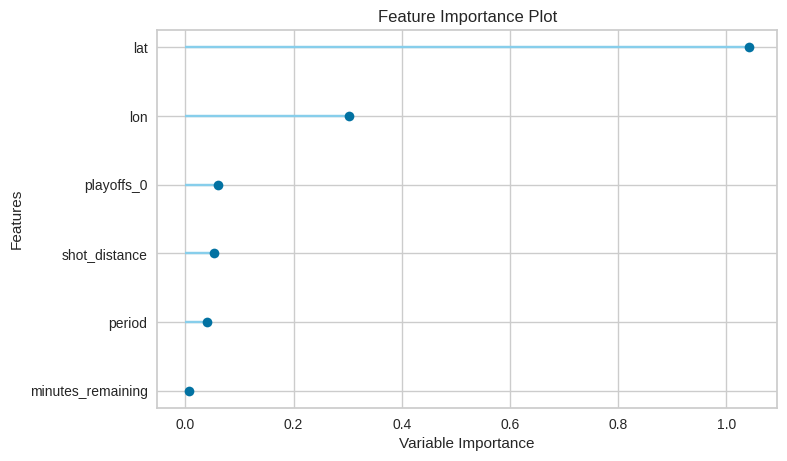 Feature Importance Plot
lat
lon
playoffs_0
shot_distance
period
minutes_remaining
Features
0.0 0.2 0.4 0.6 0.8 1.0
Variable Importance